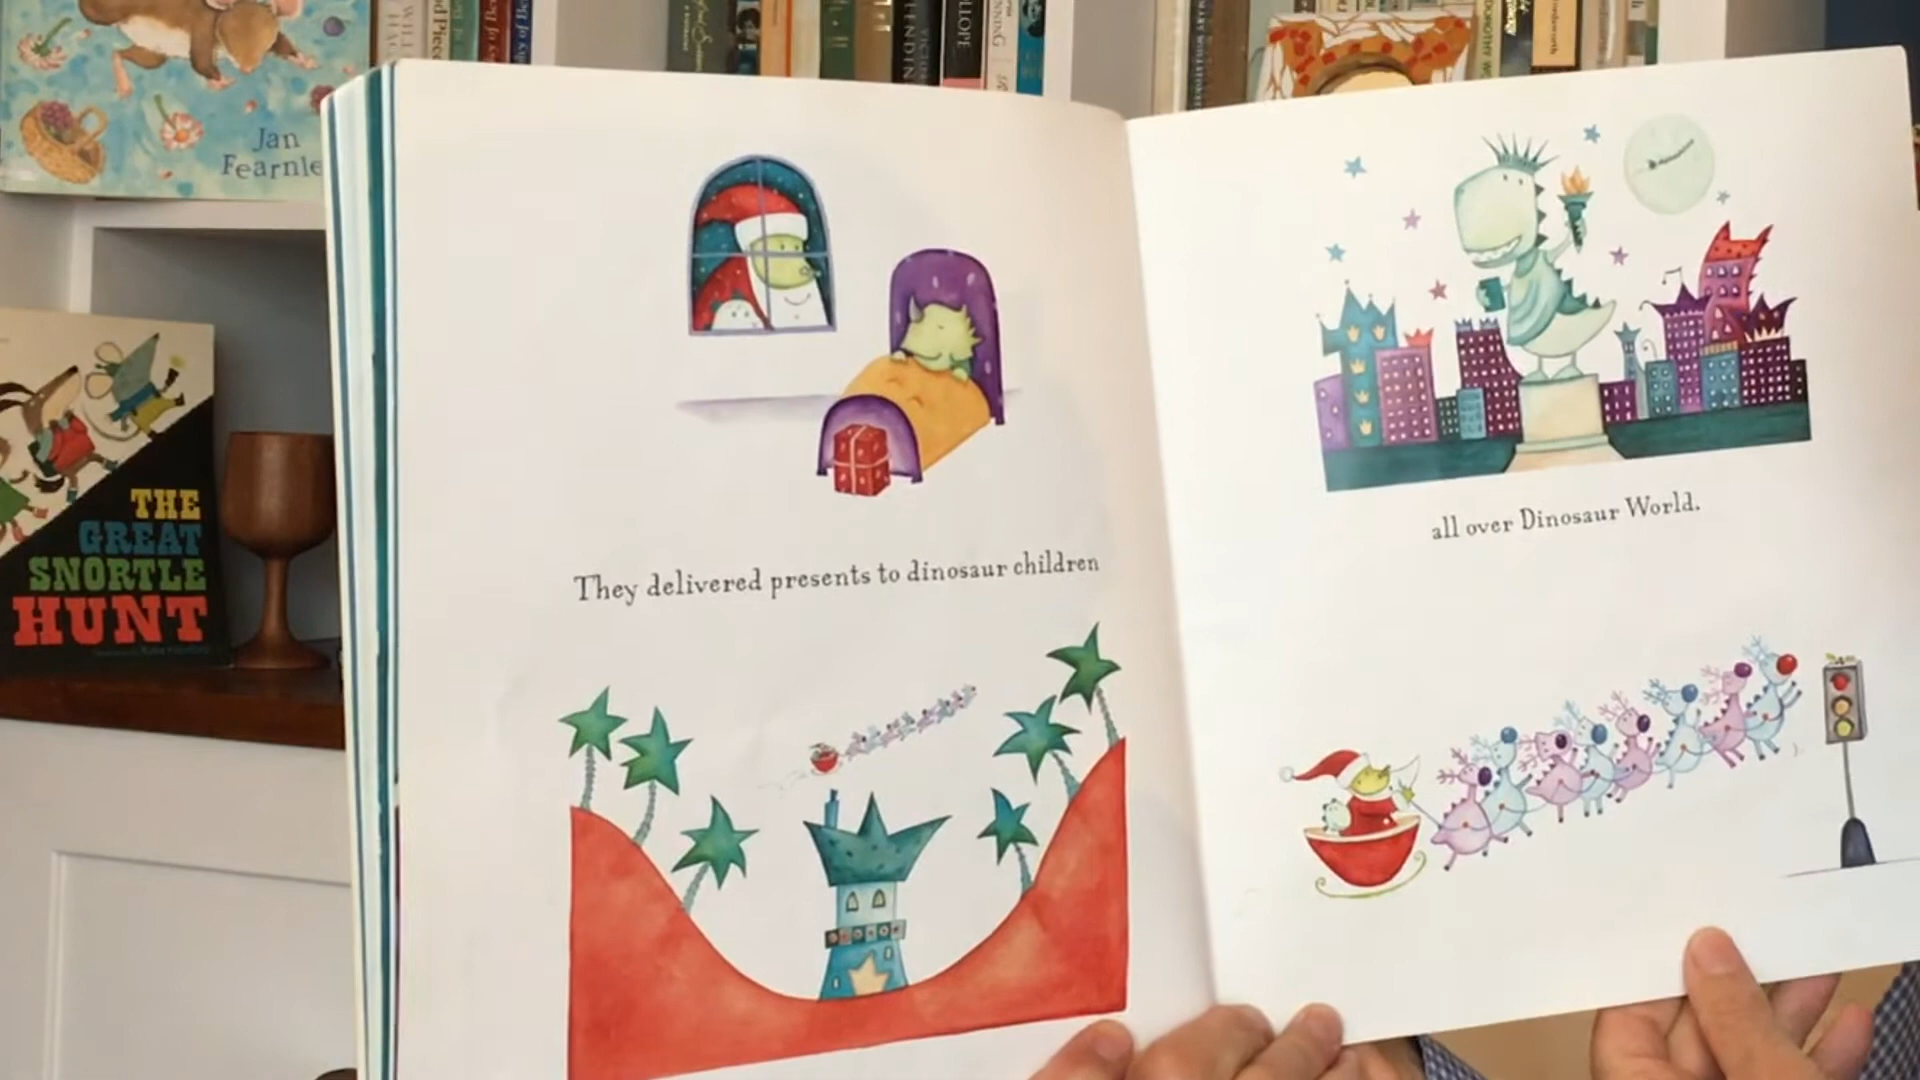 Jan
Fearnle
THE
GREAT
SNORTLE
HUNT
They delivered presents to dinosaur children
all over Dinosaur World.